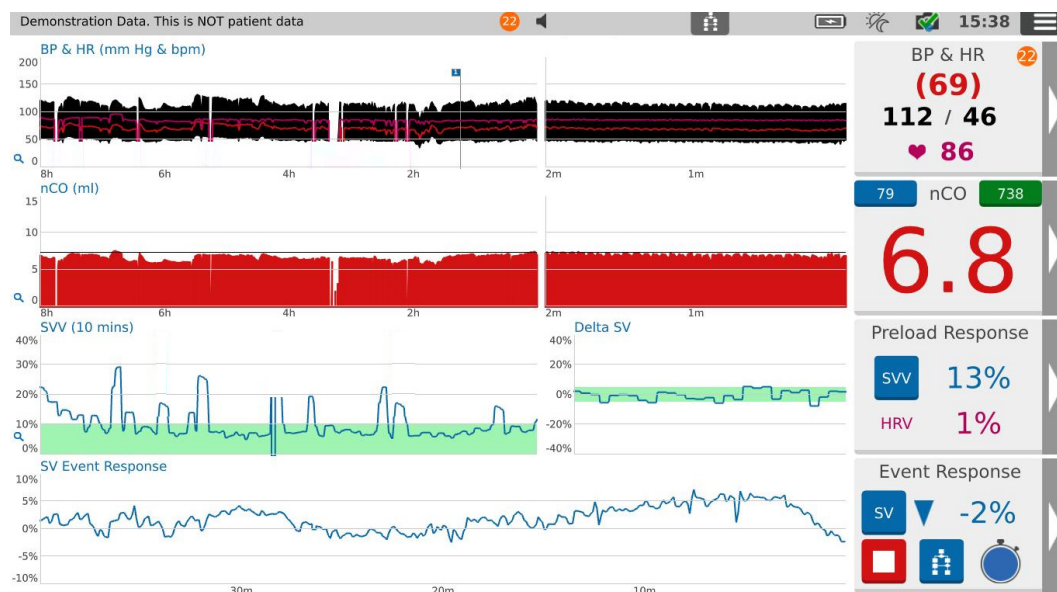 Demonstration Data. This is NOT patient data
22
15:38
BP & HR (mm Hg & bpm)
200
150
100
50
0
1
8h
6h
4h
2h
2m
1m
BP & HR
22
(69)
112 / 46
86
nCO (ml)
15
10
5
0
8h
6h
4h
2h
2m
1m
79
nCO
738
6.8
SVV (10 mins)
40%
30%
20%
10%
0%
Delta SV
40%
20%
0%
-20%
-40%
Preload Response
SVV
13%
HRV
1%
SV Event Response
10%
5%
0%
-5%
-10%
30m
20m
10m
Event Response
SV
-2%